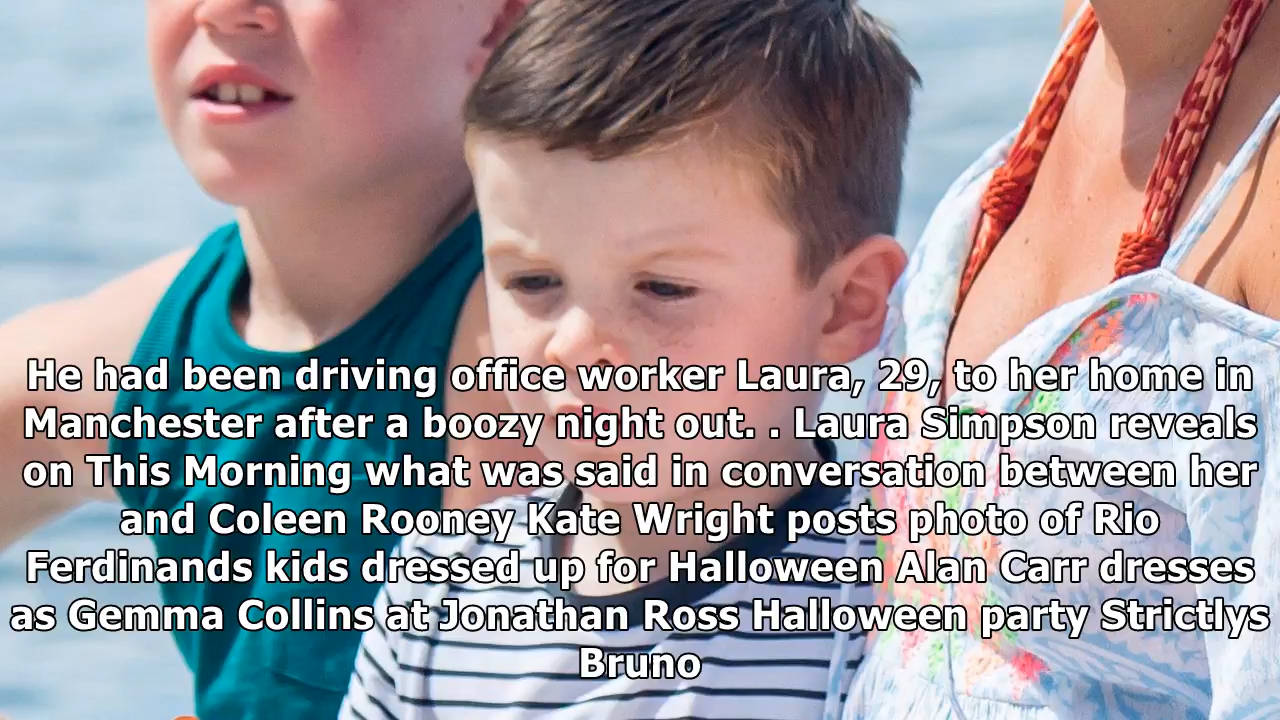 He had been driving office worker Laura, 29, to her home in
Manchester after a boozy night out. . Laura Simpson reveals
on This Morning what was said in conversation between her
and Coleen Rooney Kate Wright posts photo of Rio
Ferdinands kids dressed up for Halloween Alan Carr dresses
as Gemma Collins at Jonathan Ross Halloween party Strictlys
Bruno